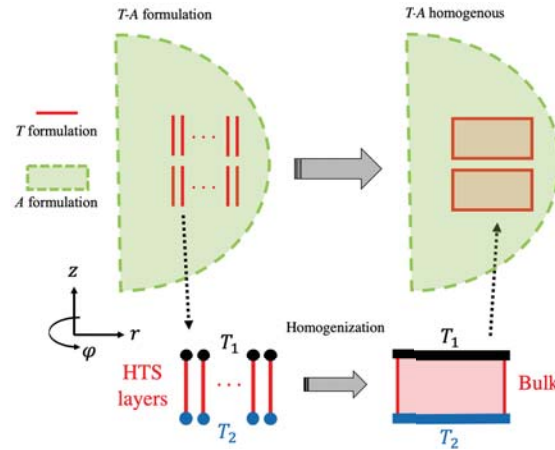 T-A formulation
T-A homogenous
T formulation
A formulation
z
r
φ
T₁
Homogenization
T₁
HTS
layers
Bulk
T₂
T₂